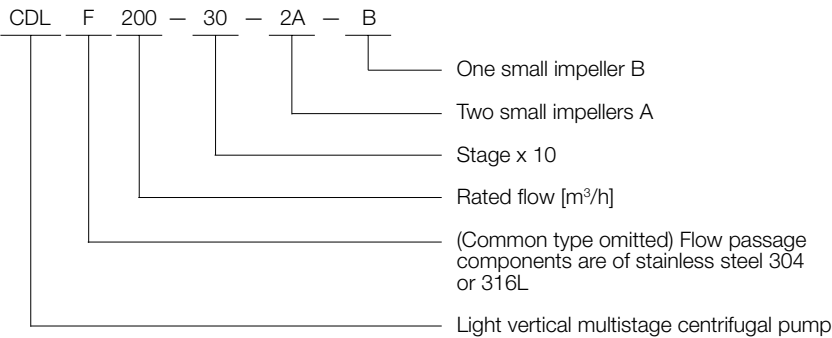 CDL F 200 – 30 – 2A – B
One small impeller B
Two small impellers A
Stage x 10
Rated flow [m³/h]
(Common type omitted) Flow passage
components are of stainless steel 304
or 316L
Light vertical multistage centrifugal pump